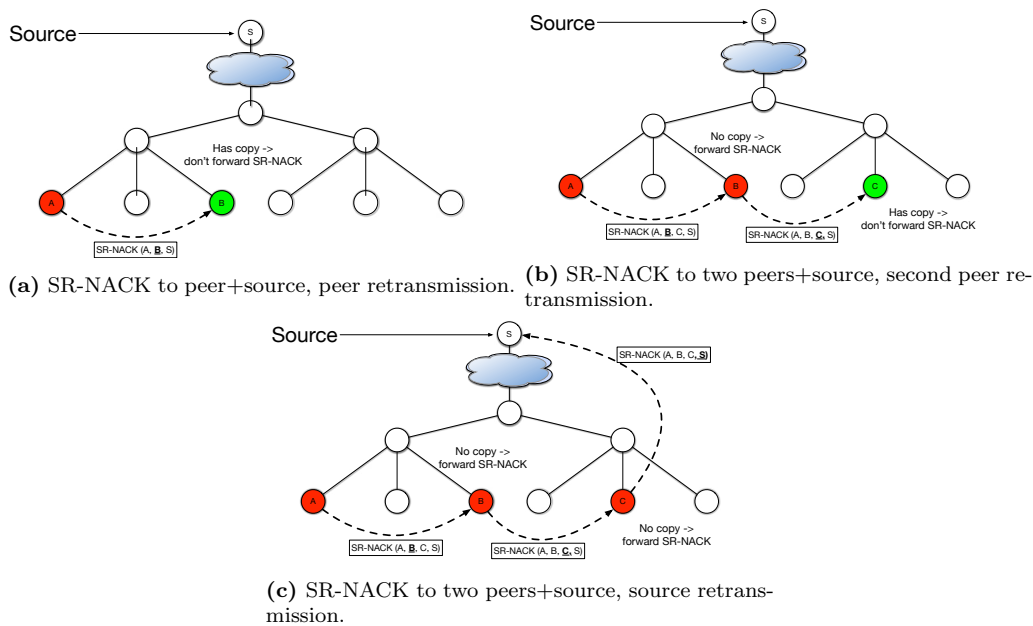 Source
S
Has copy ->
don't forward SR-NACK
A
B
SR-NACK (A, B, S)
(a) SR-NACK to peer+source, peer retransmission.
Source
S
No copy ->
forward SR-NACK
A
B
C
SR-NACK (A, B, C, S)
SR-NACK (A, B, C, S)
Has copy ->
don't forward SR-NACK
(b) SR-NACK to two peers+source, second peer re-
transmission.
Source
S
SR-NACK (A, B, C, S)
No copy ->
forward SR-NACK
A
B
C
SR-NACK (A, B, C, S)
SR-NACK (A, B, C, S)
No copy ->
forward SR-NACK
(c) SR-NACK to two peers+source, source retrans-
mission.